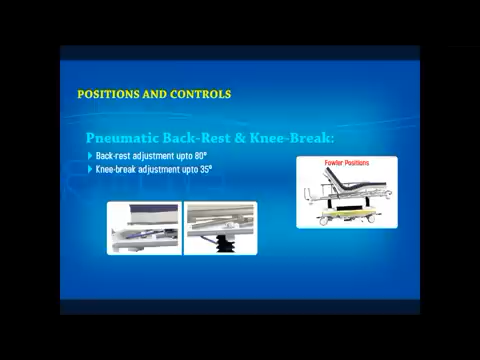 POSITIONS AND CONTROLS
Pneumatic Back-Rest & Knee-Break:
Back-rest adjustment upto 80°
Knee-break adjustment upto 35°
Fowler Positions